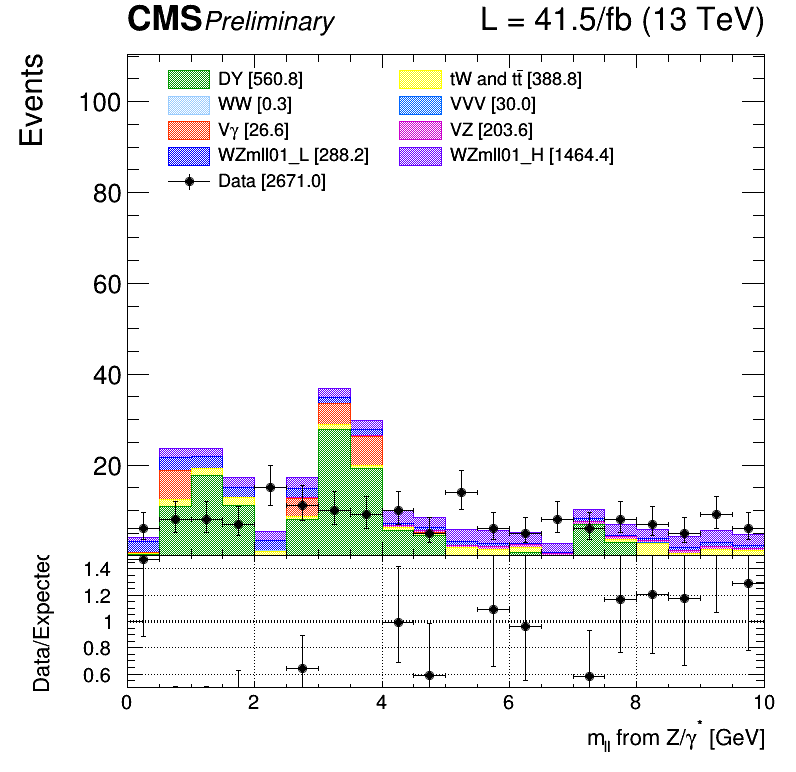 CMS Preliminary L = 41.5/fb (13 TeV)
Events
DY [560.8] tW and tt̄ [388.8]
WW [0.3] VVV [30.0]
Vγ [26.6] VZ [203.6]
WZmll01_L [288.2] WZmll01_H [1464.4]
Data [2671.0]
100
80
60
40
20
Data/Expected
1.4
1.2
1
0.8
0.6
0 2 4 6 8 10
m_ll from Z/γ* [GeV]